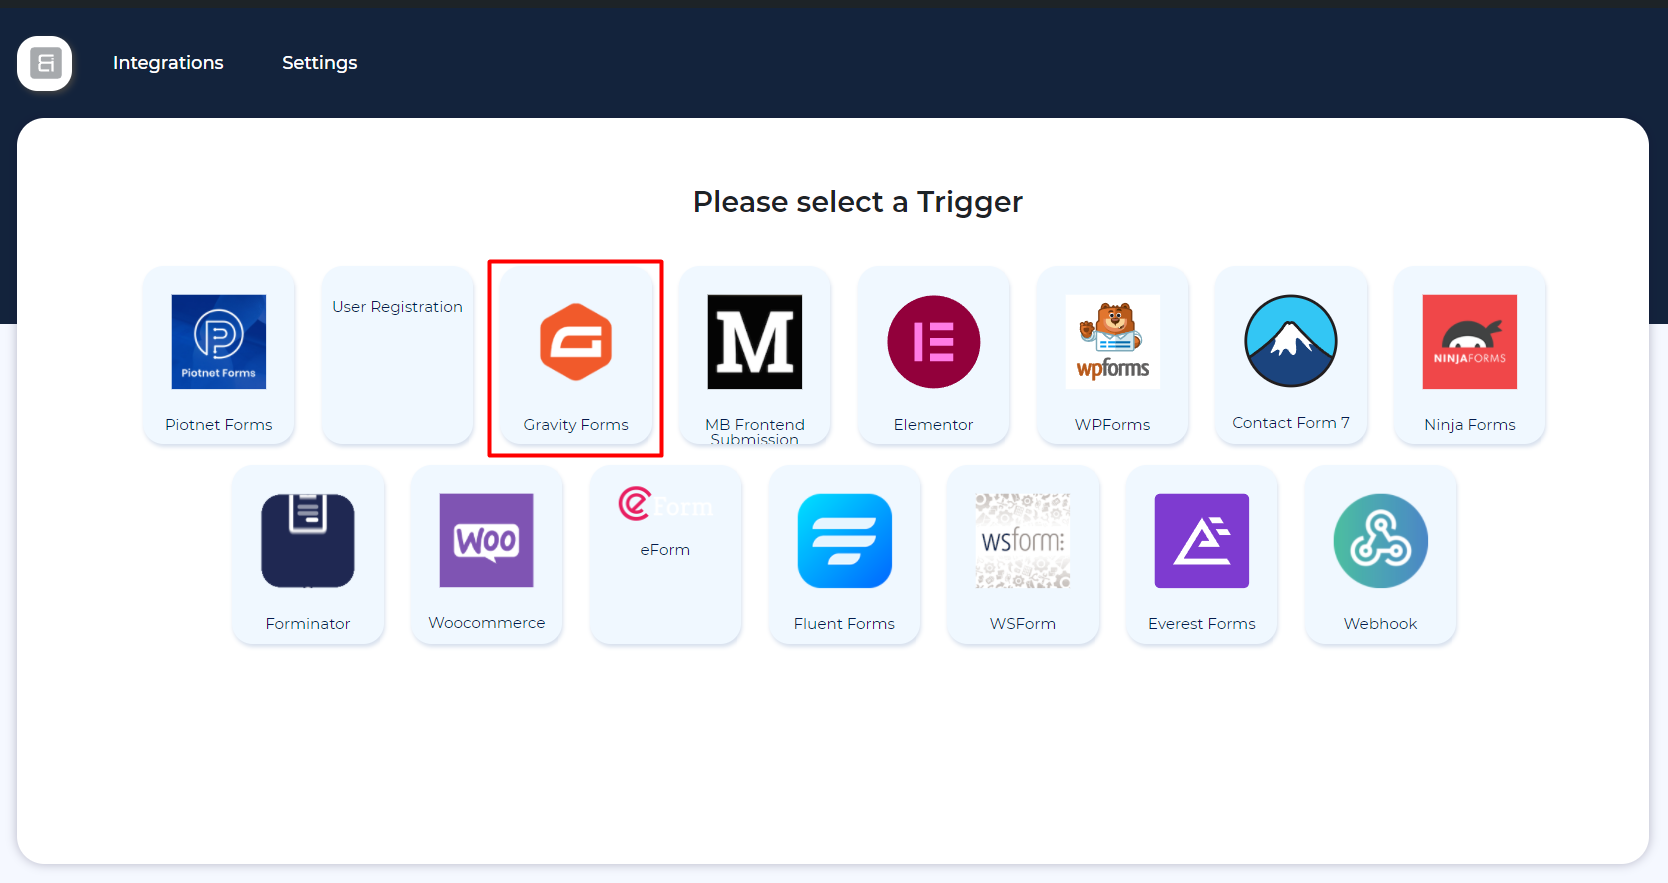 Integrations
Settings
Please select a Trigger
Piotnet Forms
Piotnet Forms
User Registration
Gravity Forms
M
MB Frontend
Submission
Elementor
wpforms
WPForms
Contact Form 7
NINJAFORMS
Ninja Forms
Forminator
WOO
Woocommerce
eForm
eForm
Fluent Forms
wsform
WSForm
Everest Forms
Webhook